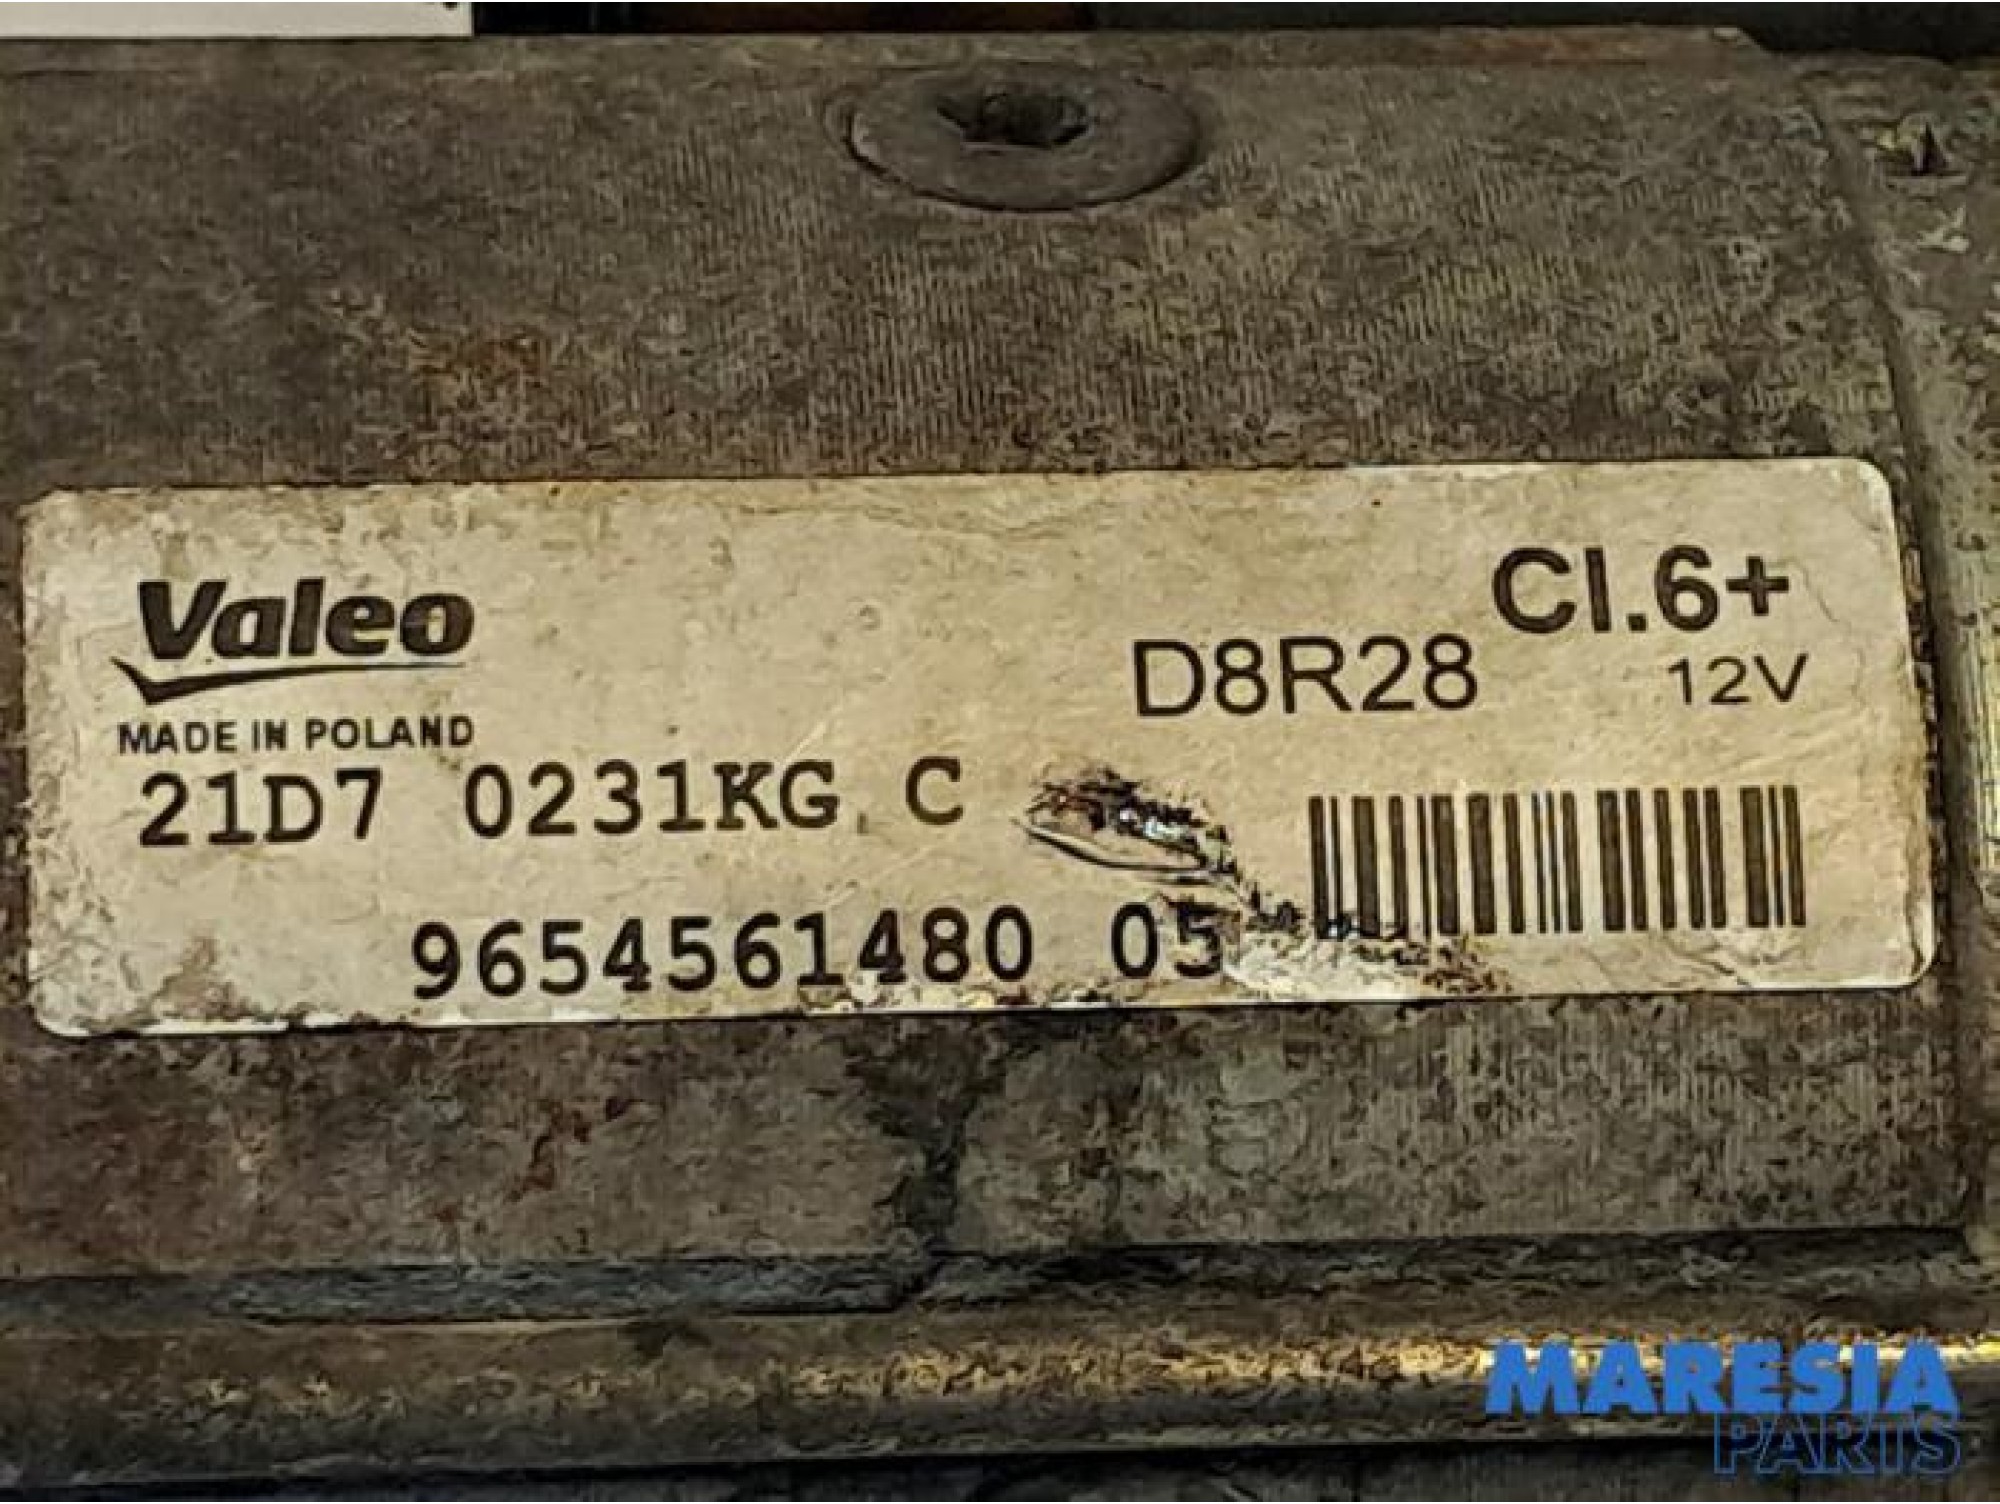 Valeo
MADE IN POLAND
Cl.6+
D8R28 12V
21D7 0231KG C
9654561480 05
MARESIA
PARTS